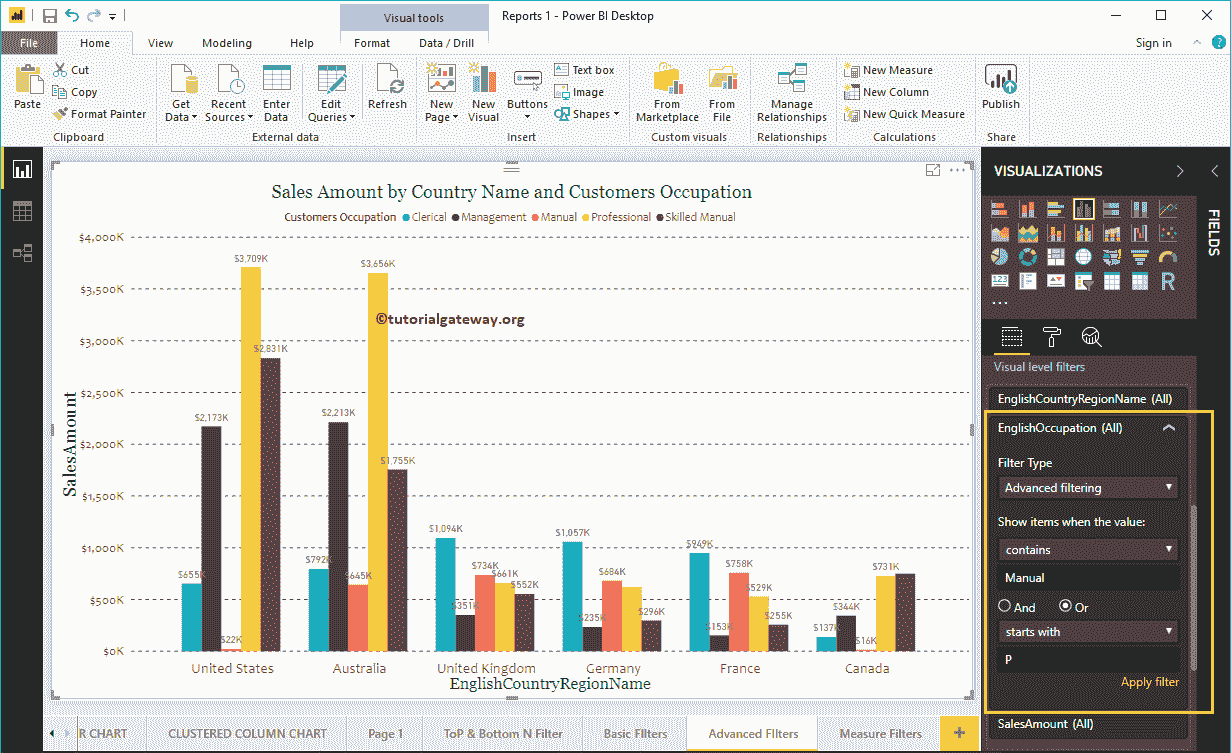 Visual tools
Reports 1 - Power BI Desktop
File Home View Modeling Help Format Data / Drill Sign in
Paste
Cut
Copy
Format Painter
Clipboard
Get Data
Recent Sources
Enter Data
Edit Queries
Refresh
External data
New Page
New Visual
Buttons
Text box
Image
Shapes
Insert
From Marketplace
From File
Custom visuals
Manage Relationships
Relationships
New Measure
New Column
New Quick Measure
Calculations
Publish
Share
Sales Amount by Country Name and Customers Occupation
Customers Occupation Clerical Management Manual Professional Skilled Manual
SalesAmount
$4,000K
$3,500K
$3,000K
$2,500K
$2,000K
$1,500K
$1,000K
$500K
$0K
$655K $2,173K $22K $3,709K $2,831K
$792K $2,213K $645K $3,656K $1,755K
$1,094K $351K $734K $661K $552K
$1,057K $235K $684K $296K
$949K $153K $758K $529K $255K
$137K $344K $16K $731K
©tutorialgateway.org
United States Australia United Kingdom Germany France Canada
EnglishCountryRegionName
VISUALIZATIONS
FIELDS
123
R
Visual level filters
EnglishCountryRegionName (All)
EnglishOccupation (All)
Filter Type
Advanced filtering
Show items when the value:
contains
Manual
And Or
starts with
P
Apply filter
SalesAmount (All)
R CHART CLUSTERED COLUMN CHART Page 1 ToP & Bottom N Filter Basic FIlters Advanced FIlters Measure Filters +